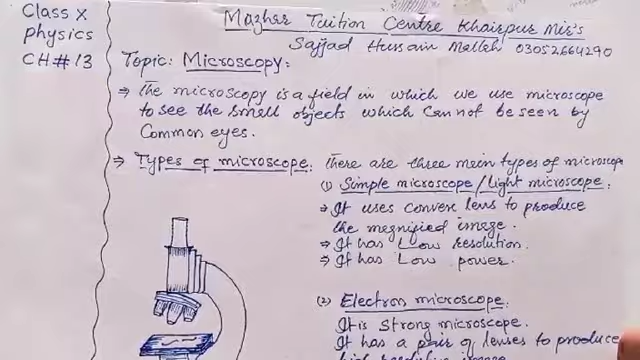 Class X
Physics
CH # 13
Mazhar Tuition Centre Khairpur Mir's
Sajjad Hussain Malleh 03052664290
Topic: Microscopy:
⇒ The microscopy is a field in which we use microscope
to see the small objects which cannot be seen by
Common eyes.
⇒ Types of microscope: There are three main types of microscope
(1) Simple microscope / Light microscope:
⇒ It uses convex lens to produce
the megnified image.
⇒ It has Low resolution.
⇒ It has Low power.
(2) Electron microscope:
It is strong microscope.
It has a pair of lenses to produce